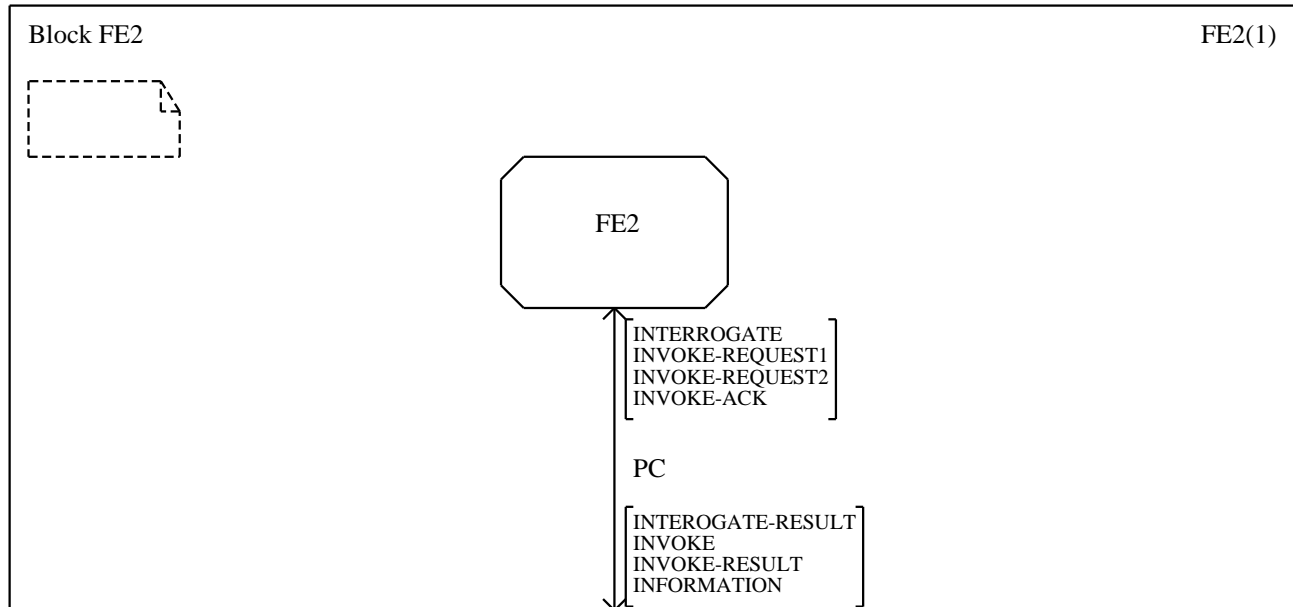 Block FE2
FE2(1)
FE2
INTERROGATE
INVOKE-REQUEST1
INVOKE-REQUEST2
INVOKE-ACK
PC
INTEROGATE-RESULT
INVOKE
INVOKE-RESULT
INFORMATION